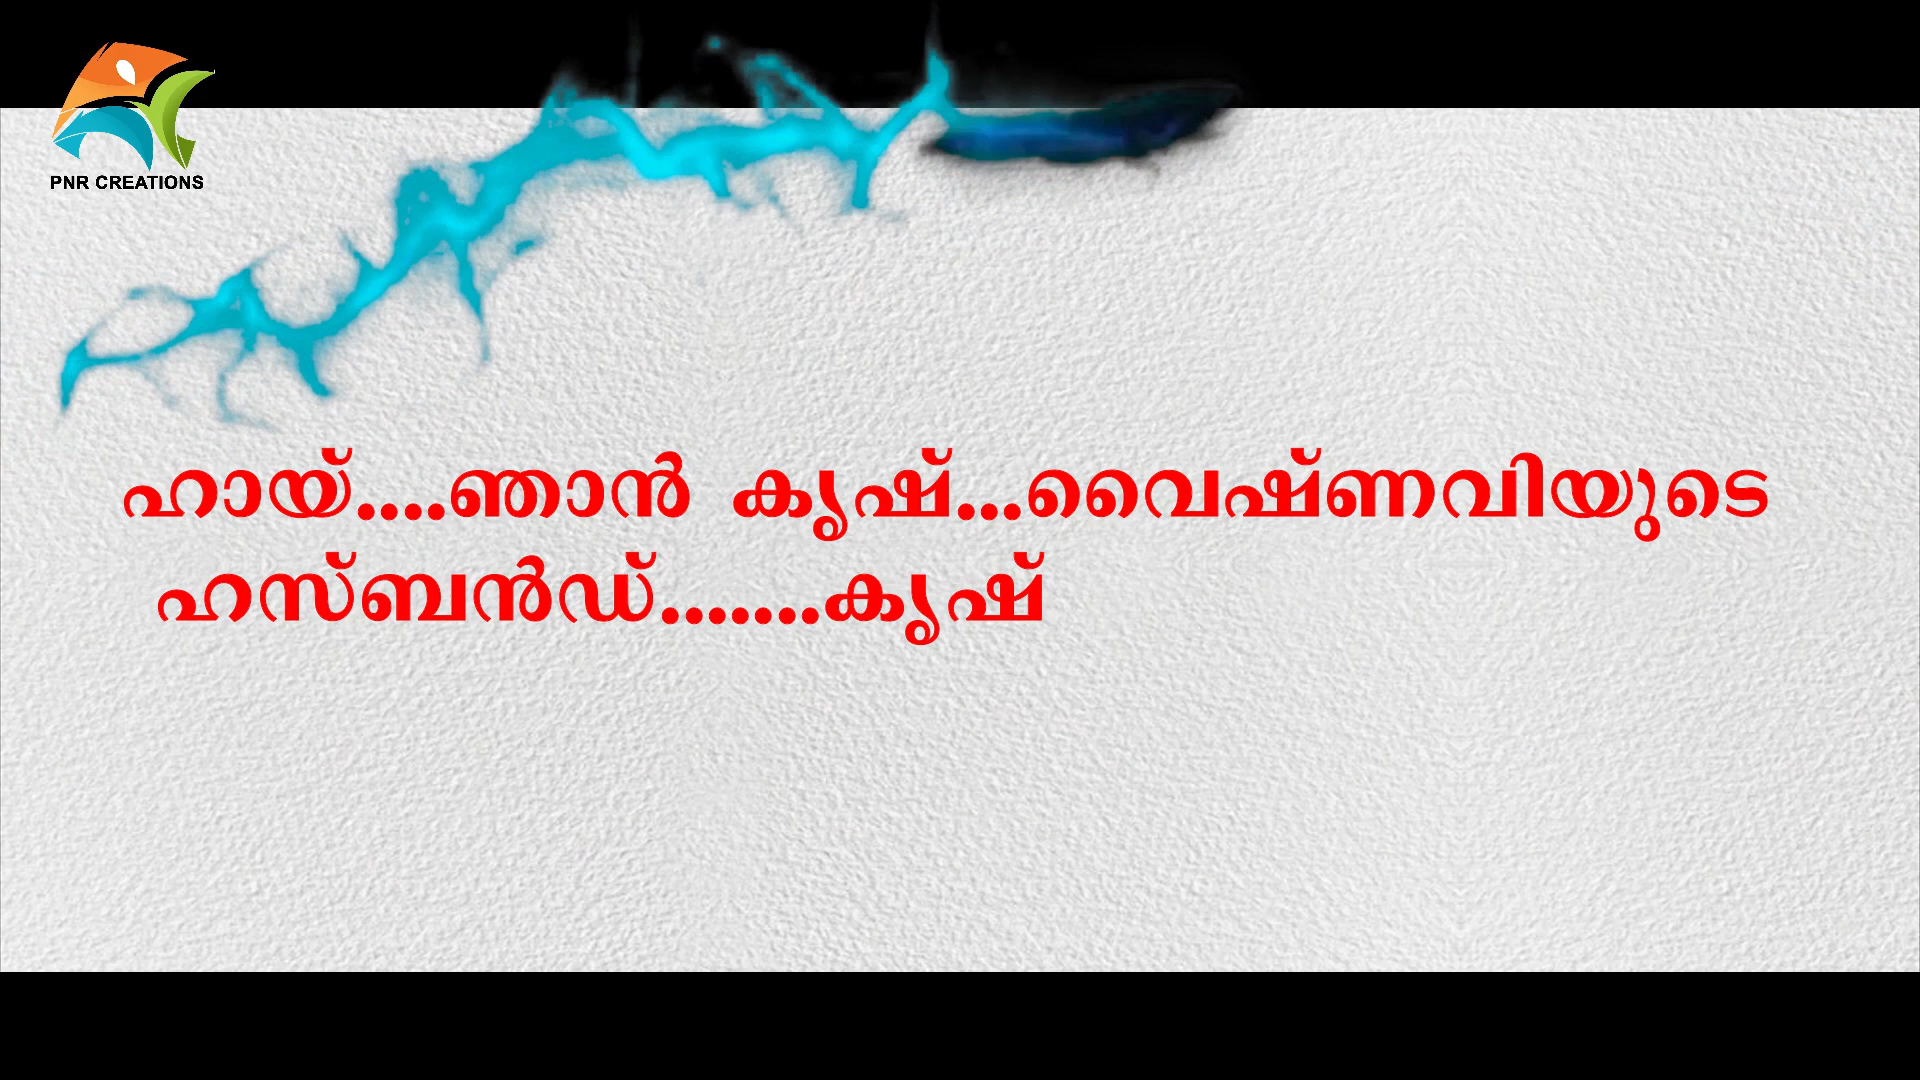 PNR CREATIONS
ഹായ്....ഞാൻ കൃഷ്...വൈഷ്ണവിയുടെ
ഹസ്ബൻഡ്.......കൃഷ്